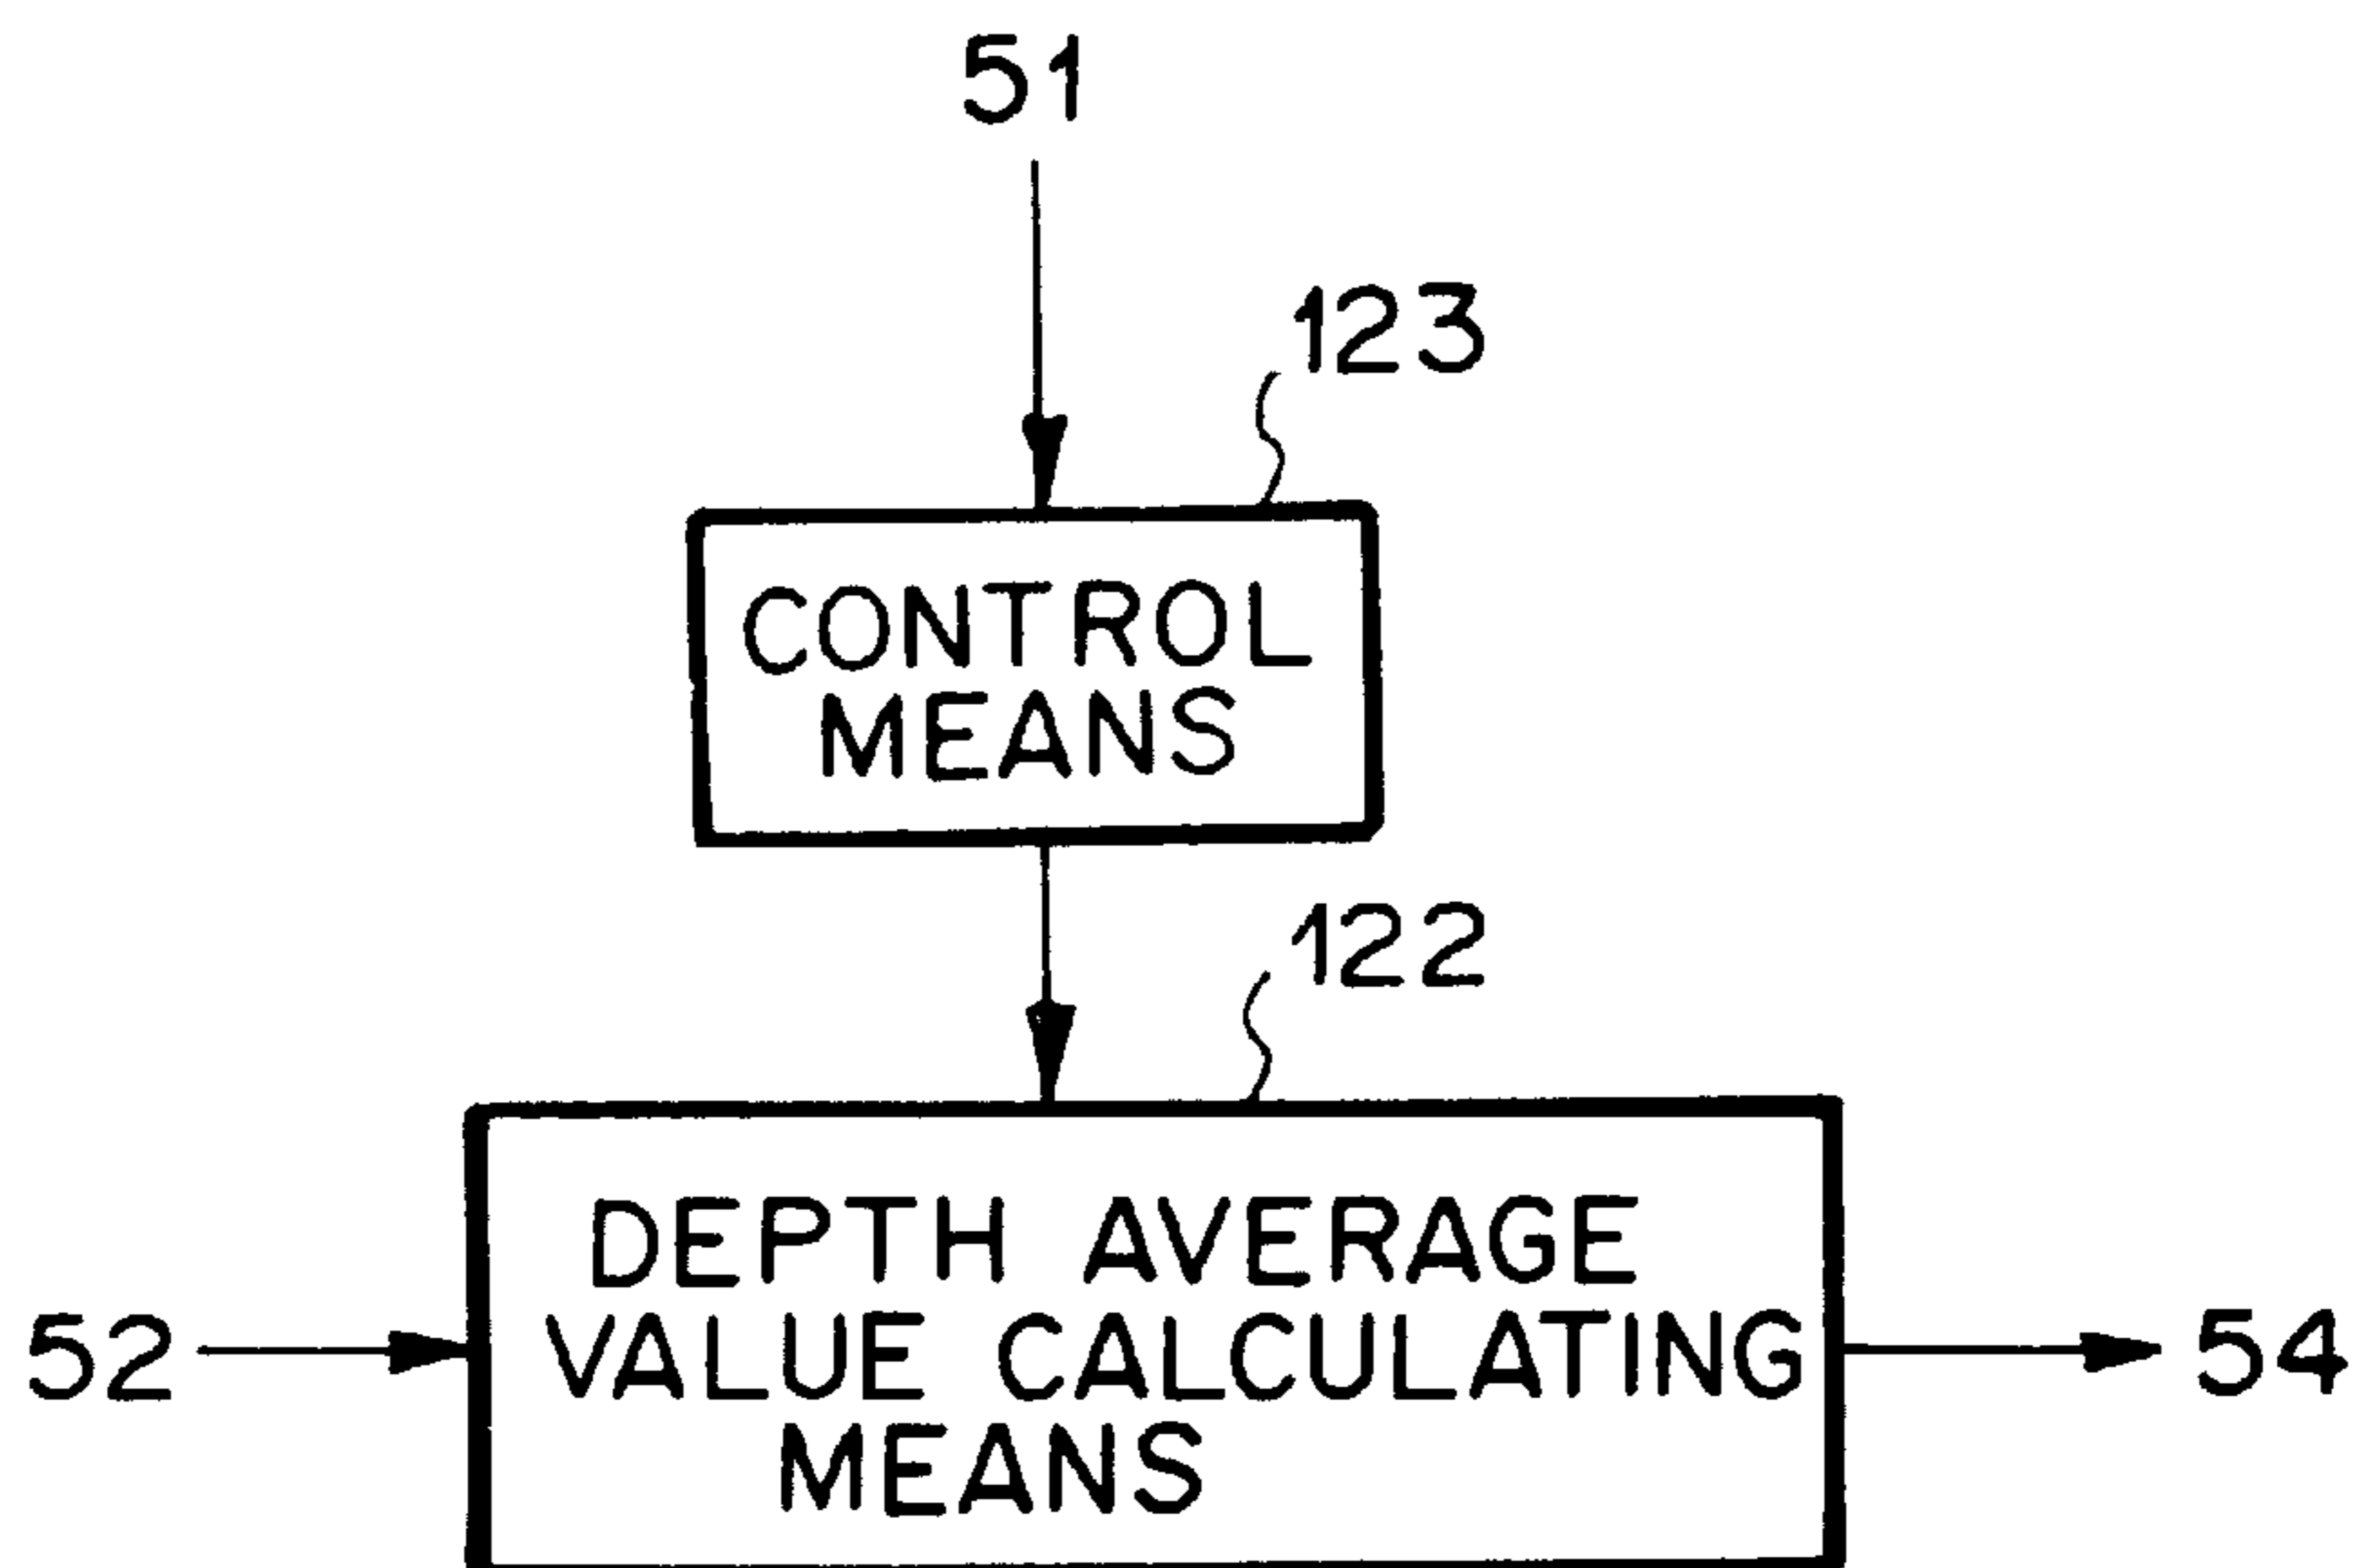 51
123
CONTROL
MEANS
122
DEPTH AVERAGE
52
VALUE CALCULATING
54
MEANS